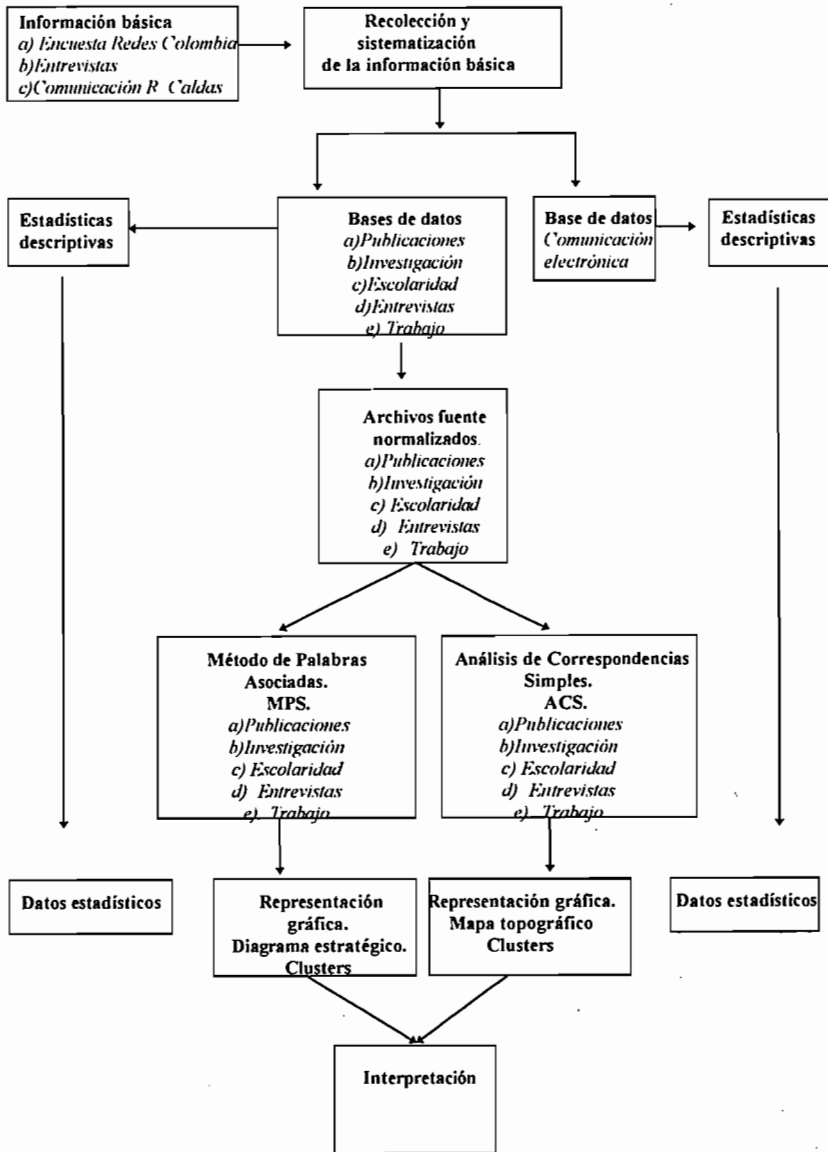 Información básica
a) Encuesta Redes Colombia
b)Entrevistas
c)Comunicación R. Caldas
Recolección y
sistematización
de la información básica
Estadísticas
descriptivas
Bases de datos
a)Publicaciones
b)Investigación
c)Escolaridad
d)Entrevistas
e) Trabajo
Base de datos
Comunicación
electrónica
Estadísticas
descriptivas
Archivos fuente
normalizados.
a)Publicaciones
b)Investigación
c) Escolaridad
d) Entrevistas
e) Trabajo
Método de Palabras
Asociadas.
MPS.
a)Publicaciones
b)Investigación
c) Escolaridad
d) Entrevistas
e) Trabajo
Análisis de Correspondencias
Simples.
ACS.
a)Publicaciones
b)Investigación
c) Escolaridad
d) Entrevistas
e) Trabajo
Datos estadísticos
Representación
gráfica.
Diagrama estratégico.
Clusters
Representación gráfica.
Mapa topográfico
Clusters
Datos estadísticos
Interpretación